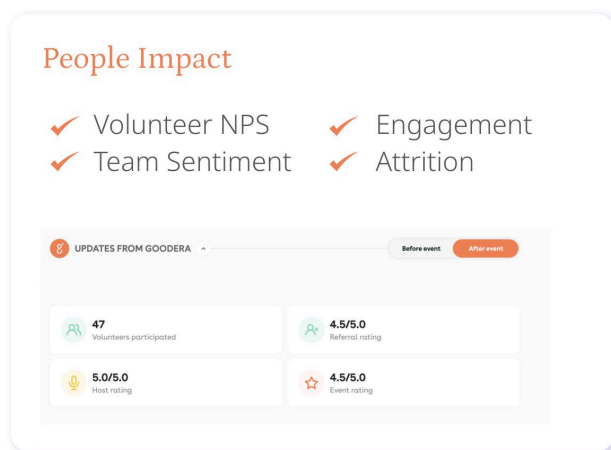 People Impact
Volunteer NPS
Engagement
Team Sentiment
Attrition
UPDATES FROM GOODERA
Before event
After event
47
Volunteers participated
4.5/5.0
Referral rating
5.0/5.0
Host rating
4.5/5.0
Event rating